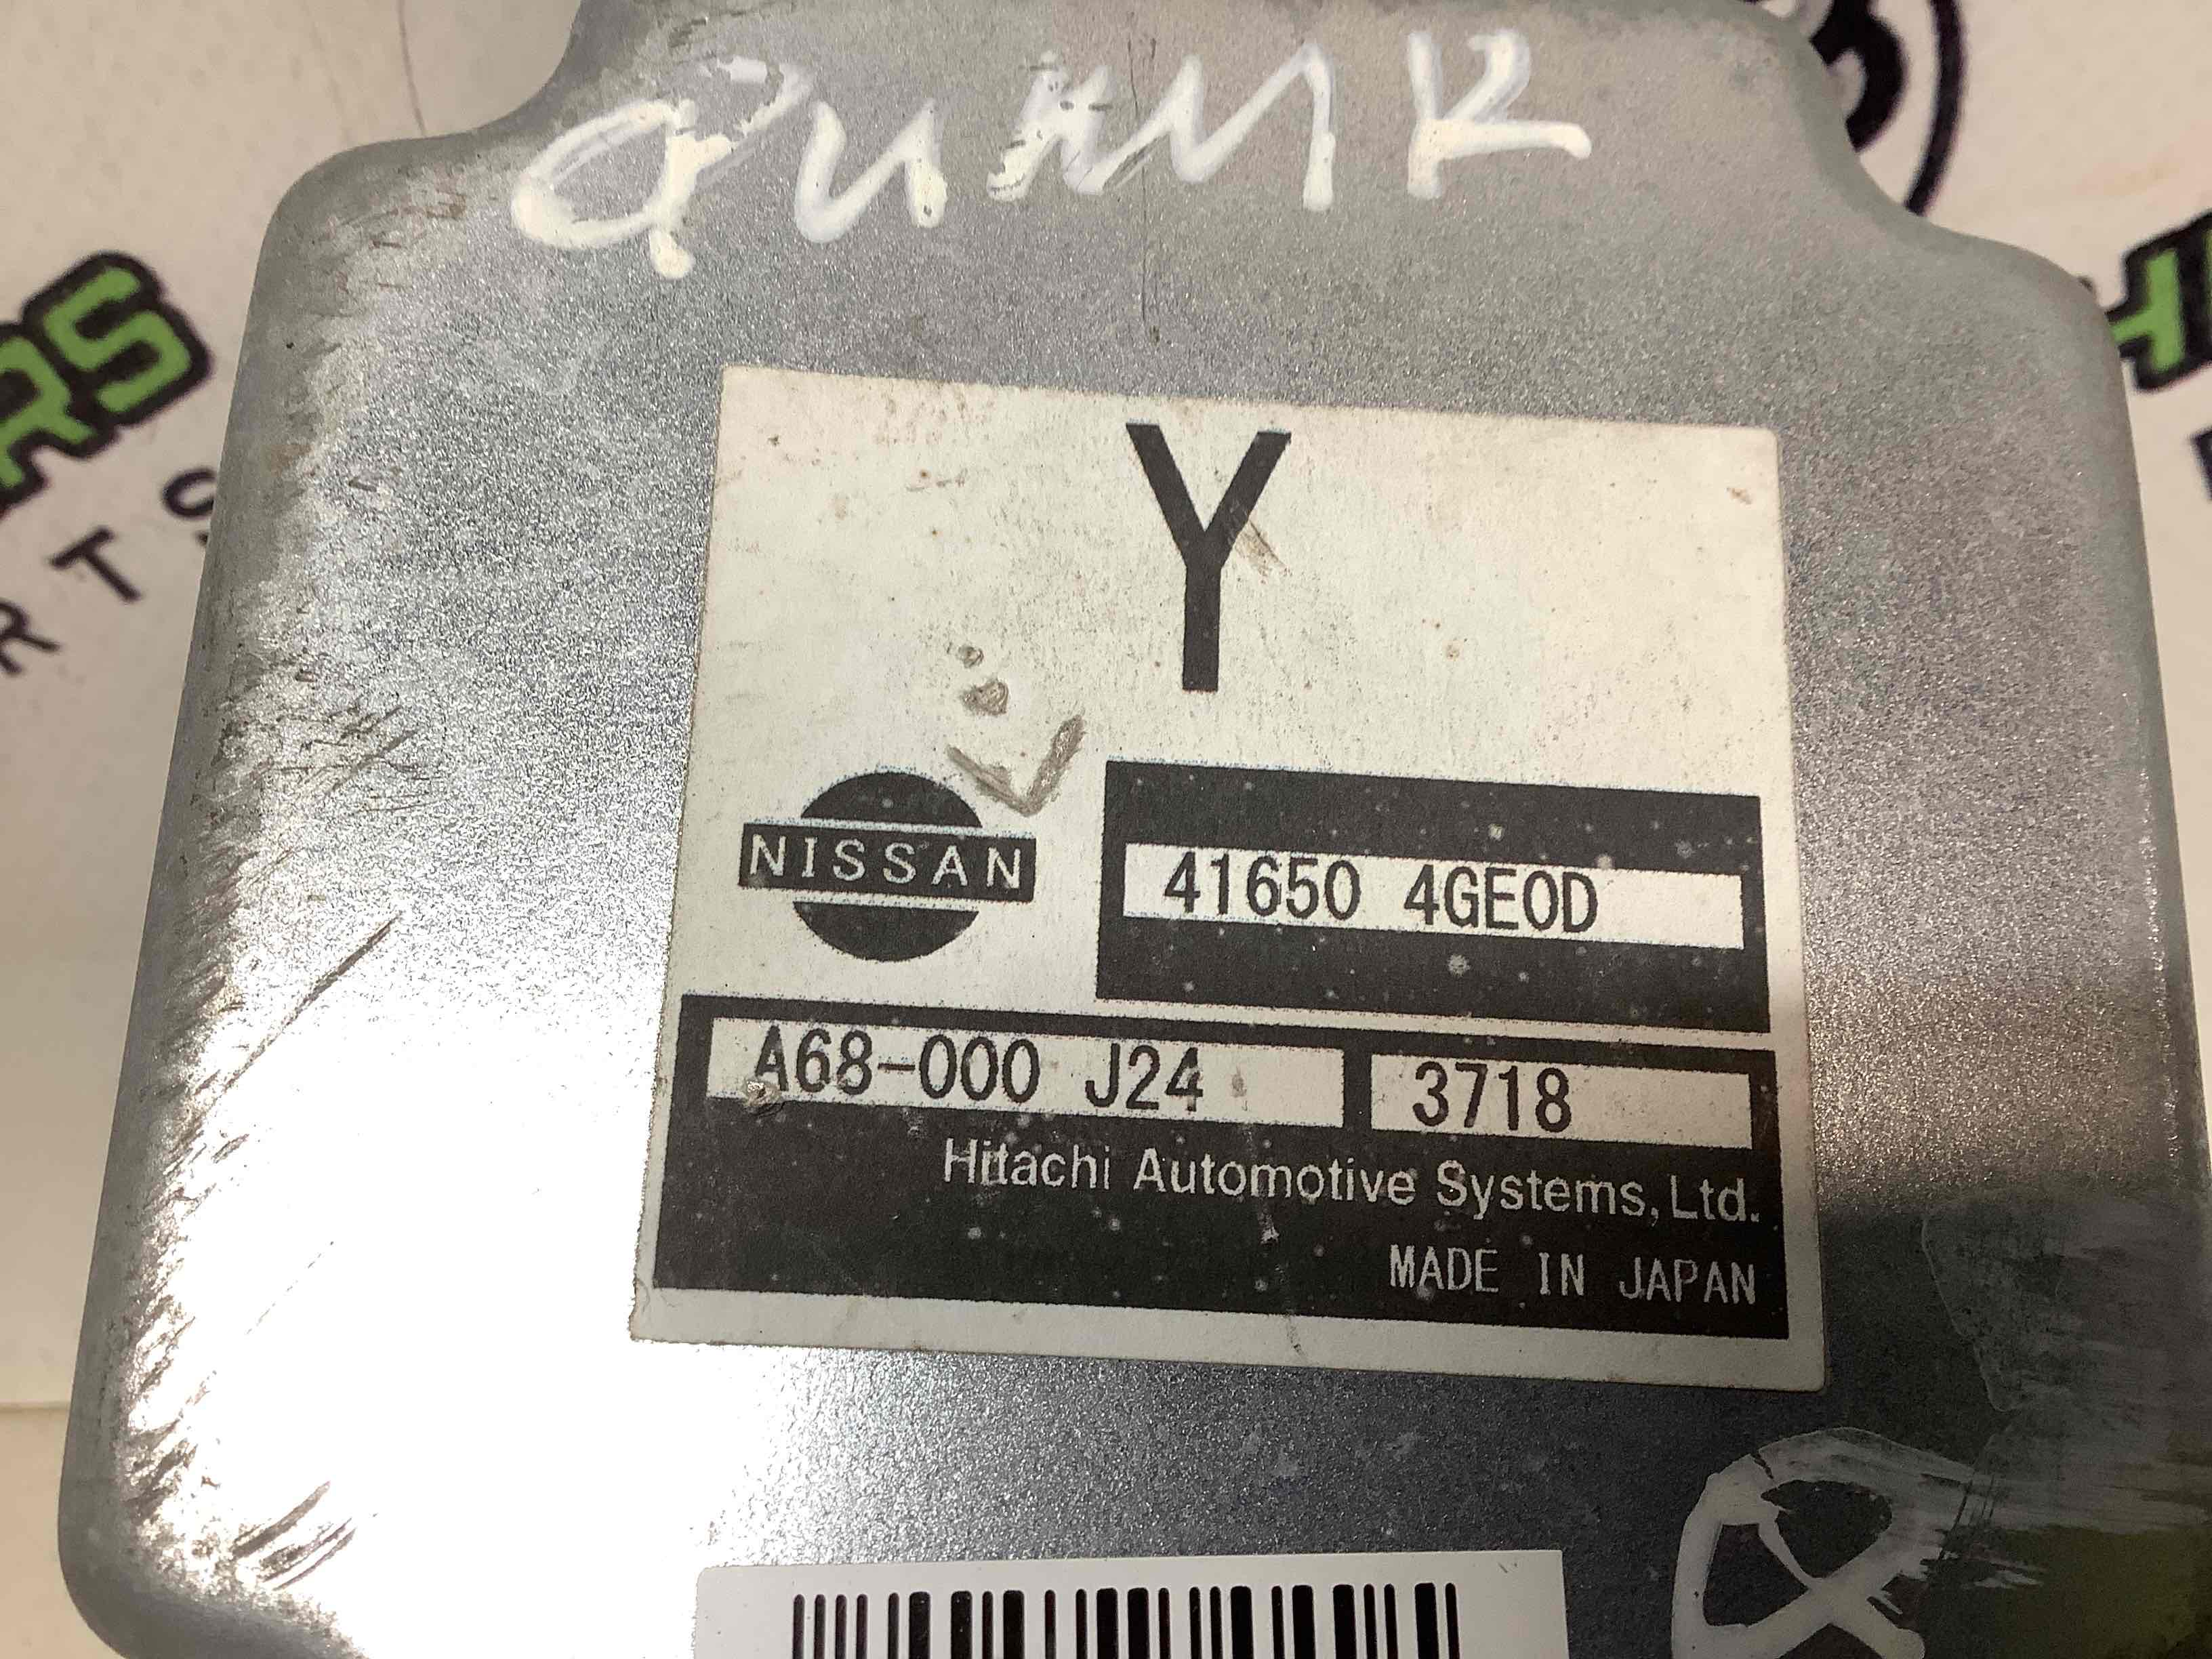 Y
NISSAN
41650 4GE0D
A68-000 J24
3718
Hitachi Automotive Systems, Ltd.
MADE IN JAPAN